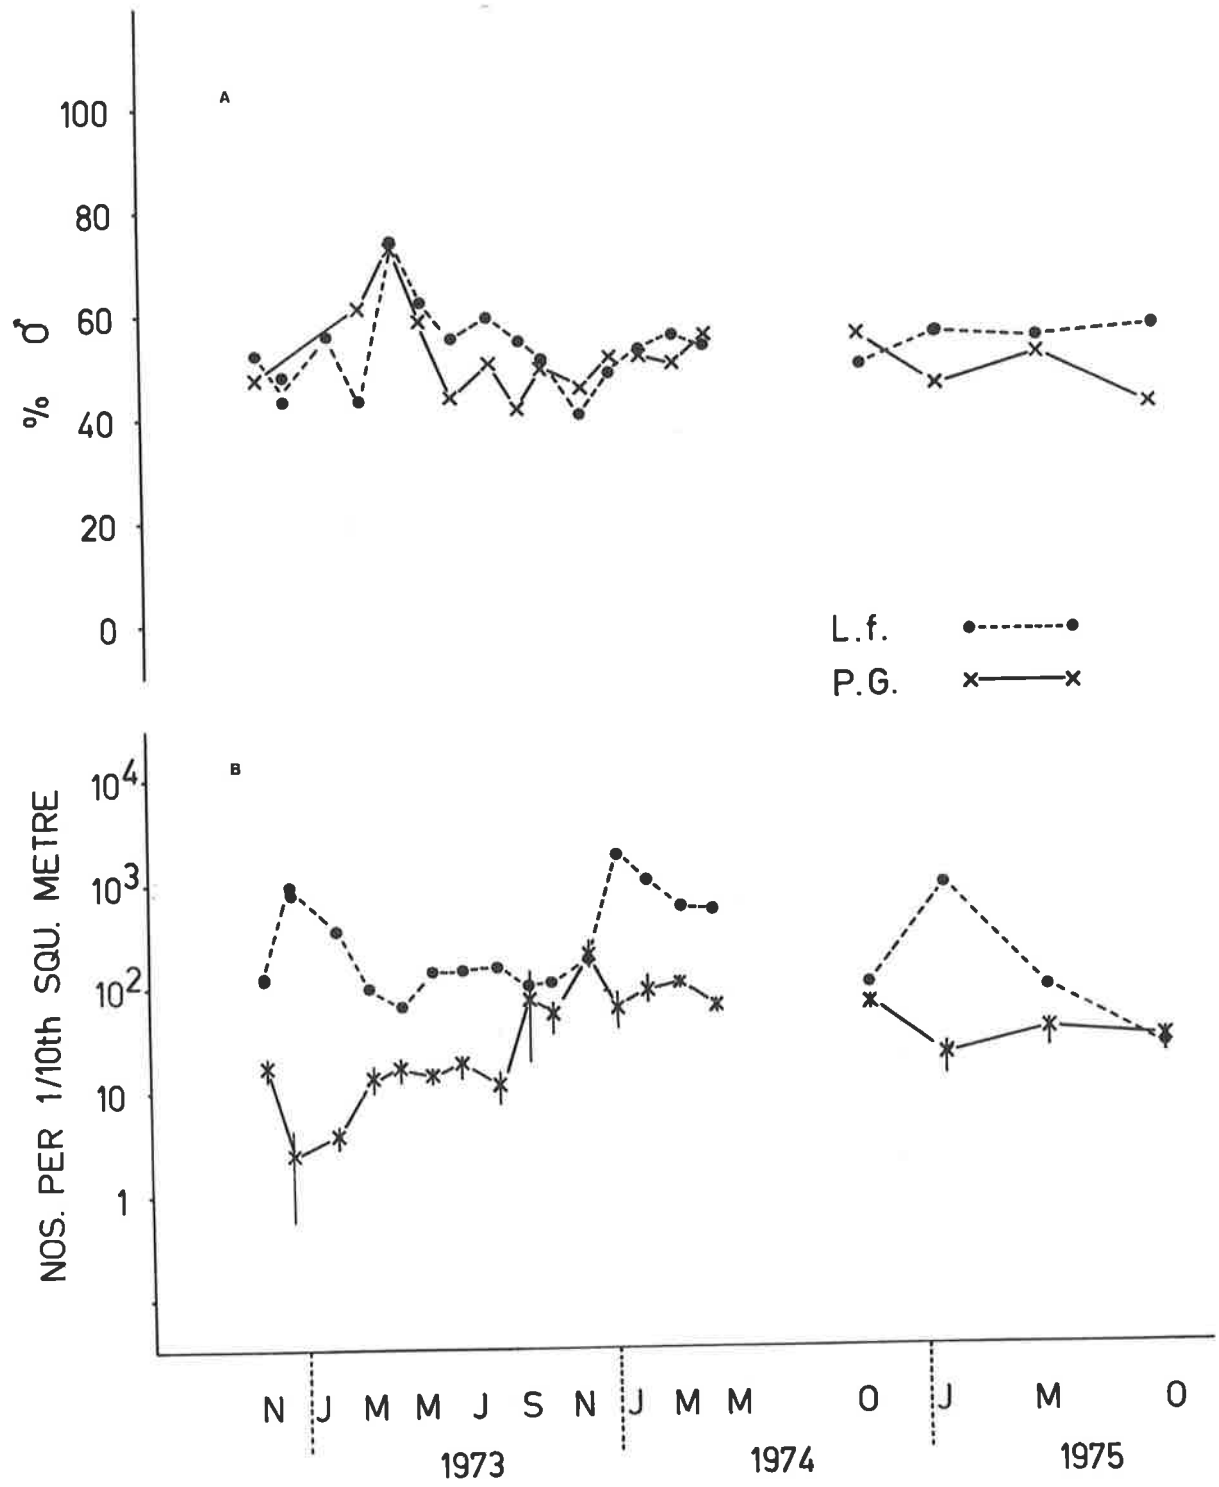 A
100
80
60
40
20
0
% ♂
L.f.
P.G.
B
10⁴
10³
10²
10
1
NOS. PER 1/10th SQU. METRE
N J M M J S N J M M O J M O
1973 1974 1975